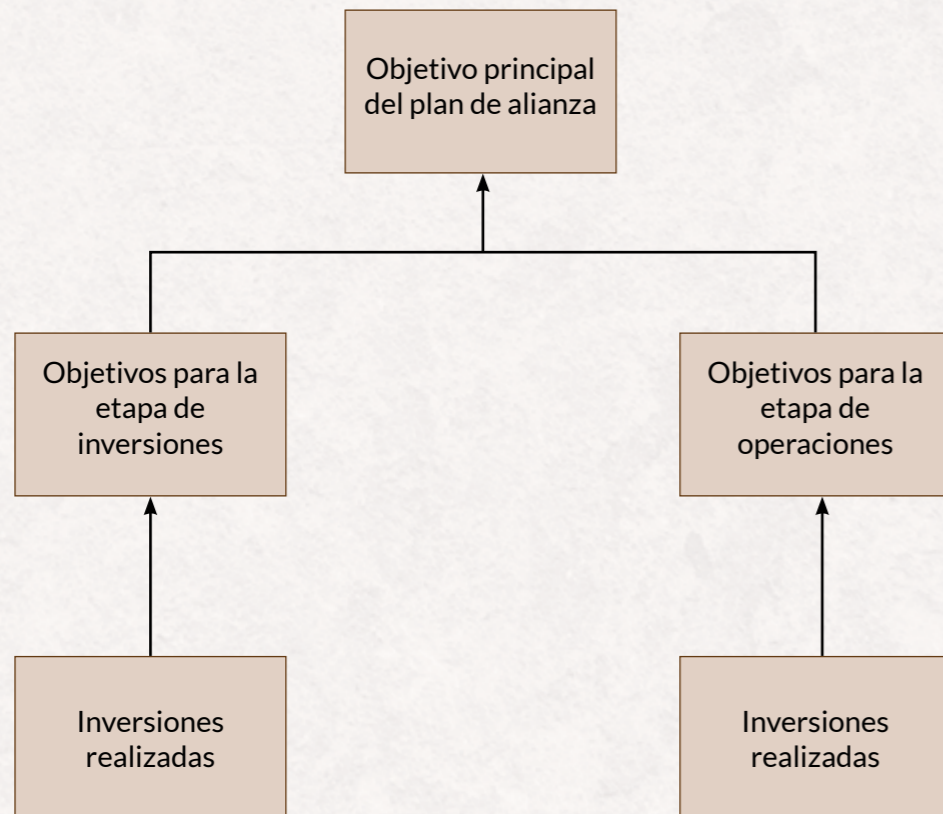 Objetivo principal
del plan de alianza
Objetivos para la
etapa de
inversiones
Objetivos para la
etapa de
operaciones
Inversiones
realizadas
Inversiones
realizadas